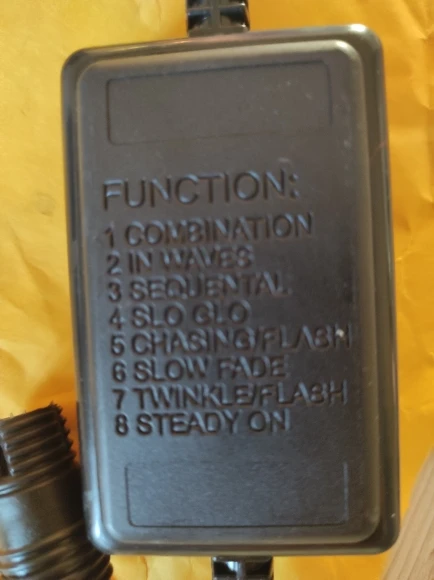 FUNCTION:
1 COMBINATION
2 IN WAVES
3 SEQUENTAL
4 SLO GLO
5 CHASING/FLASH
6 SLOW FADE
7 TWINKLE/FLASH
8 STEADY ON